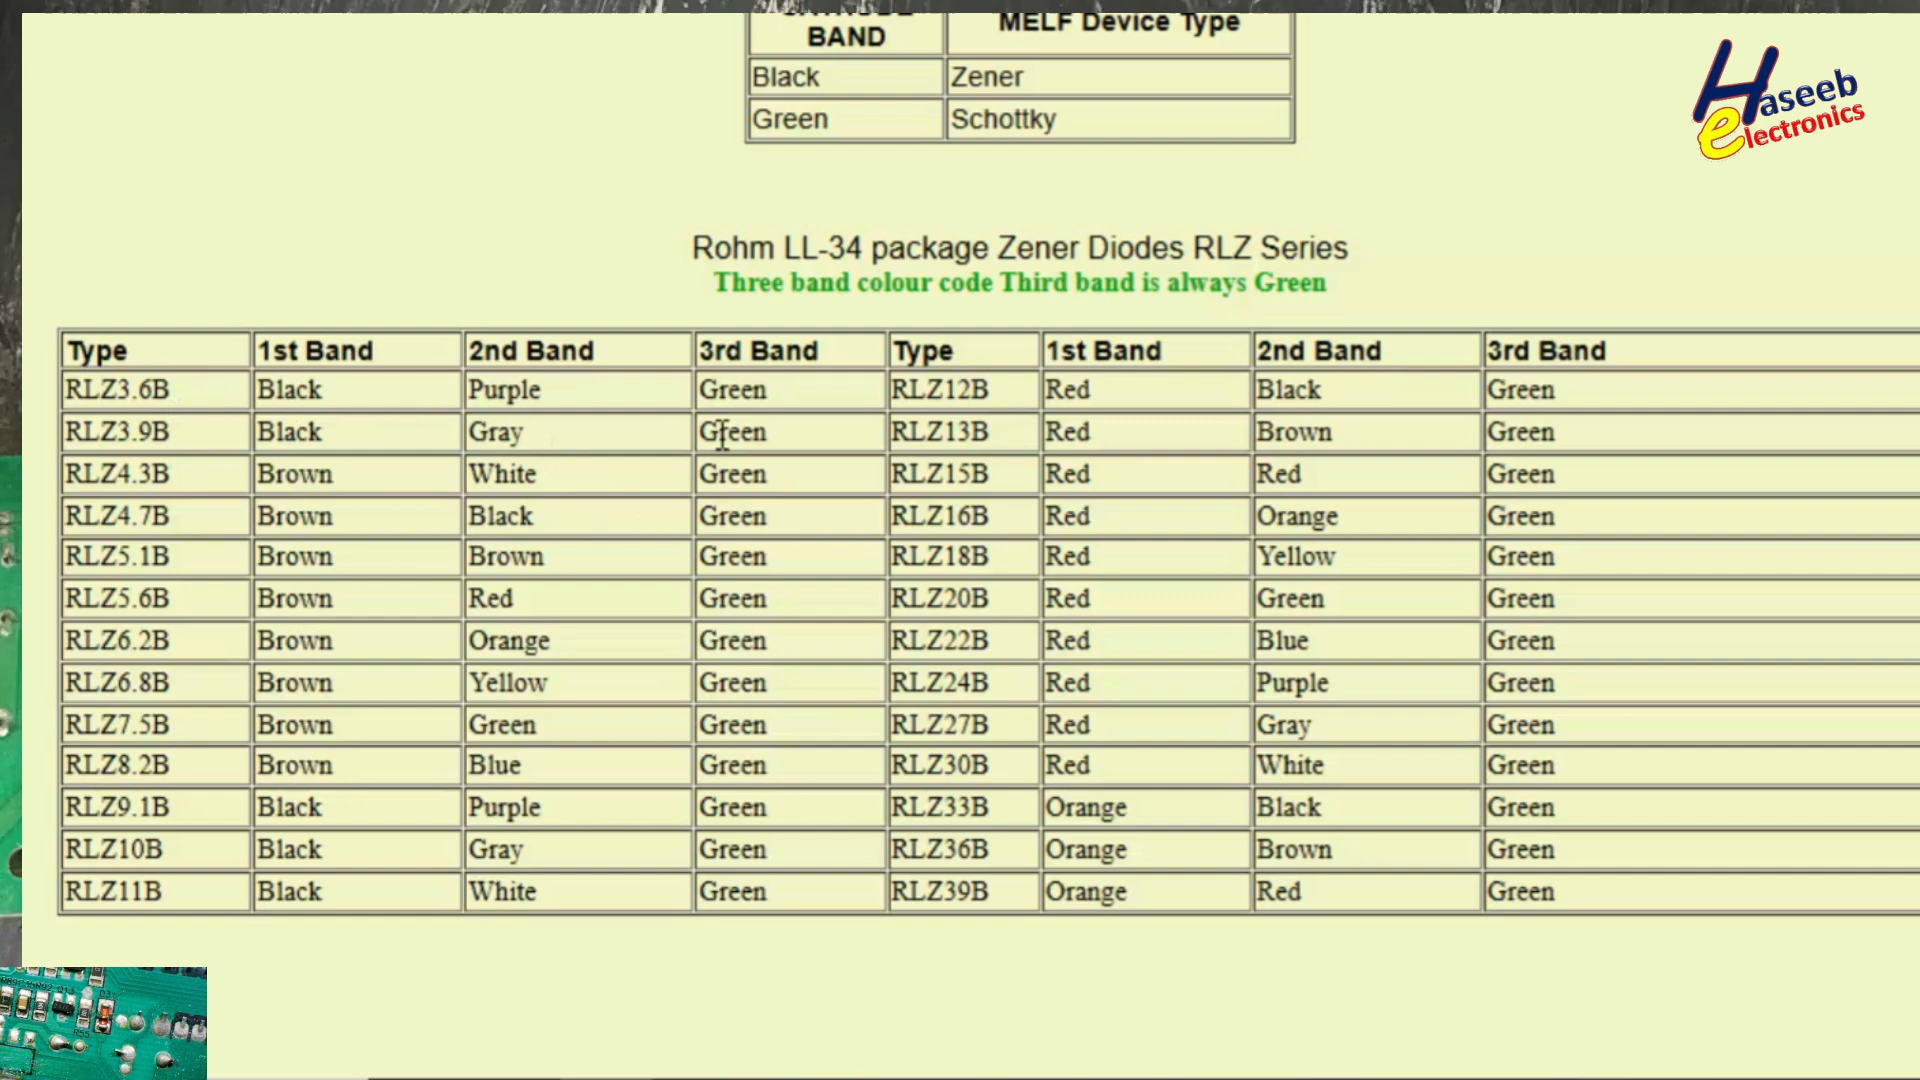 BAND
MELF Device Type
Black Zener
Green Schottky
Haseeb
electronics
Rohm LL-34 package Zener Diodes RLZ Series
Three band colour code Third band is always Green
Type 1st Band 2nd Band 3rd Band Type 1st Band 2nd Band 3rd Band
RLZ3.6B Black Purple Green RLZ12B Red Black Green
RLZ3.9B Black Gray Green RLZ13B Red Brown Green
RLZ4.3B Brown White Green RLZ15B Red Red Green
RLZ4.7B Brown Black Green RLZ16B Red Orange Green
RLZ5.1B Brown Brown Green RLZ18B Red Yellow Green
RLZ5.6B Brown Red Green RLZ20B Red Green Green
RLZ6.2B Brown Orange Green RLZ22B Red Blue Green
RLZ6.8B Brown Yellow Green RLZ24B Red Purple Green
RLZ7.5B Brown Green Green RLZ27B Red Gray Green
RLZ8.2B Brown Blue Green RLZ30B Red White Green
RLZ9.1B Black Purple Green RLZ33B Orange Black Green
RLZ10B Black Gray Green RLZ36B Orange Brown Green
RLZ11B Black White Green RLZ39B Orange Red Green